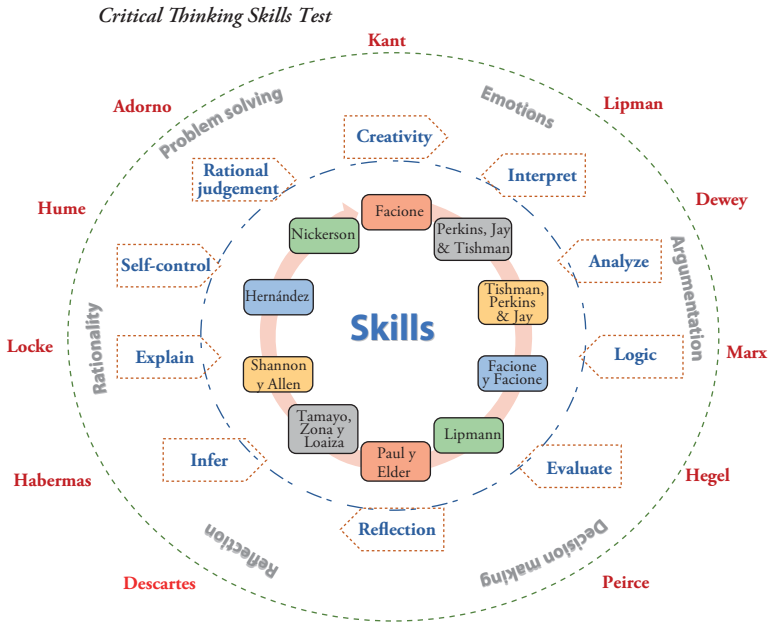 Critical Thinking Skills Test
Kant
Adorno
Lipman
Hume
Dewey
Locke
Marx
Habermas
Hegel
Descartes
Peirce
Problem solving
Emotions
Argumentation
Decision making
Reflection
Rationality
Creativity
Interpret
Analyze
Logic
Evaluate
Reflection
Infer
Explain
Self-control
Rational
judgement
Facione
Perkins, Jay
& Tishman
Tishman,
Perkins
& Jay
Facione
y Facione
Lipmann
Paul y
Elder
Tamayo,
Zona y
Loaiza
Shannon
y Allen
Hernández
Nickerson
Skills